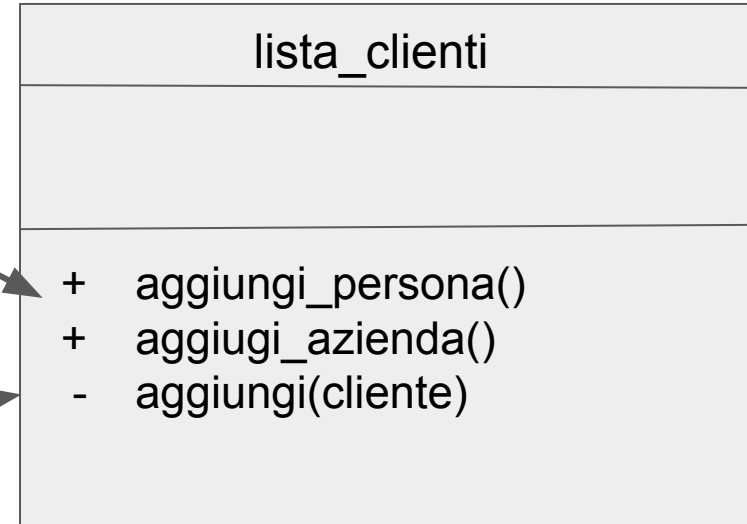 lista_clienti
+ aggiungi_persona()
+ aggiugi_azienda()
- aggiungi(cliente)